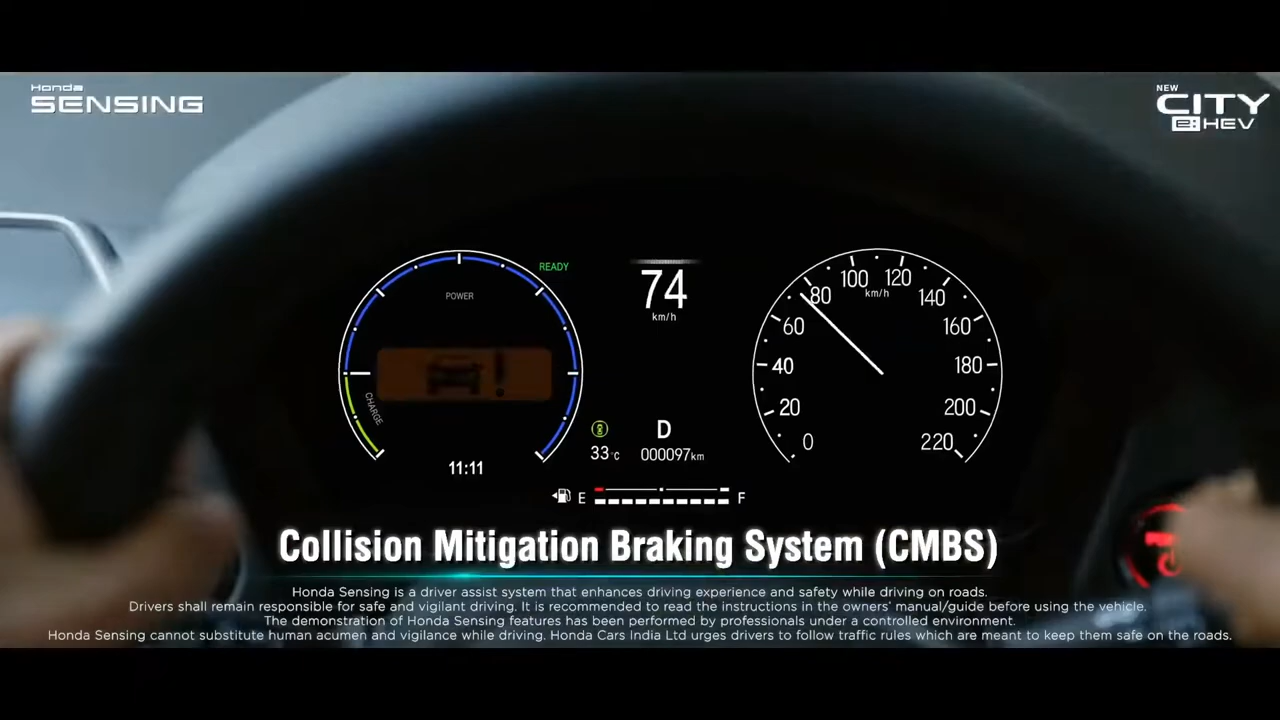 Honda
SENSING
NEW
CITY
e:HEV
READY
POWER
CHARGE
11:11
74
km/h
D
33°C
000097km
E
F
0
20
40
60
80
100
120
140
160
180
200
220
km/h
Collision Mitigation Braking System (CMBS)
Honda Sensing is a driver assist system that enhances driving experience and safety while driving on roads.
Drivers shall remain responsible for safe and vigilant driving. It is recommended to read the instructions in the owners' manual/guide before using the vehicle.
The demonstration of Honda Sensing features has been performed by professionals under a controlled environment.
Honda Sensing cannot substitute human acumen and vigilance while driving. Honda Cars India Ltd urges drivers to follow traffic rules which are meant to keep them safe on the roads.